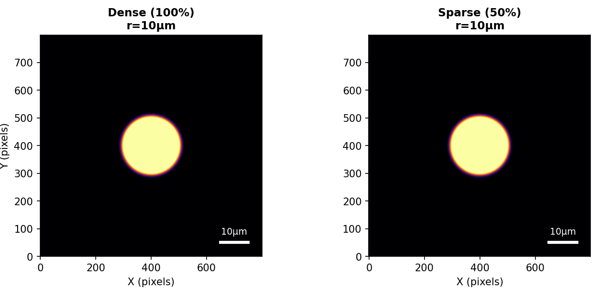 Dense (100%)
r=10μm
Sparse (50%)
r=10μm
700
600
500
400
300
200
100
0
Y (pixels)
10μm
0 200 400 600
X (pixels)
700
600
500
400
300
200
100
0
10μm
0 200 400 600
X (pixels)